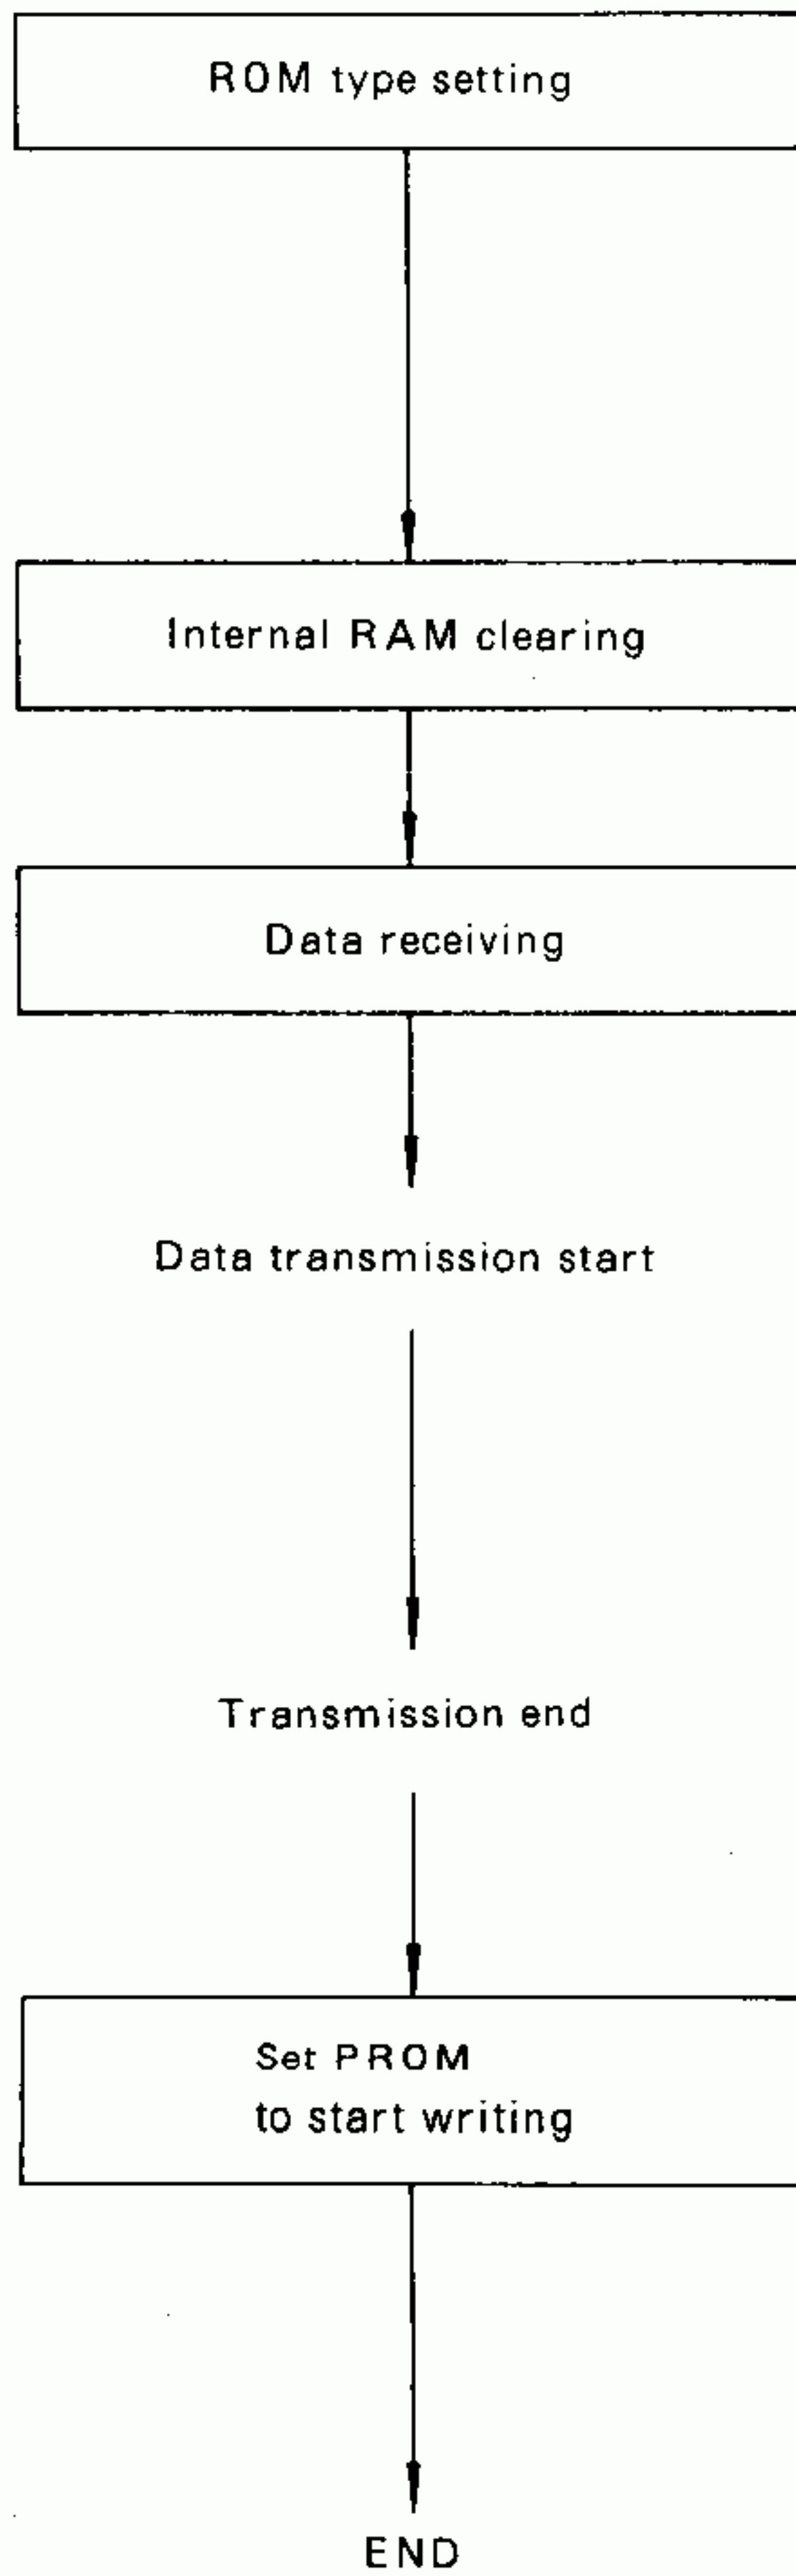 ROM type setting
Internal RAM clearing
Data receiving
Data transmission start
Transmission end
Set PROM
to start writing
END